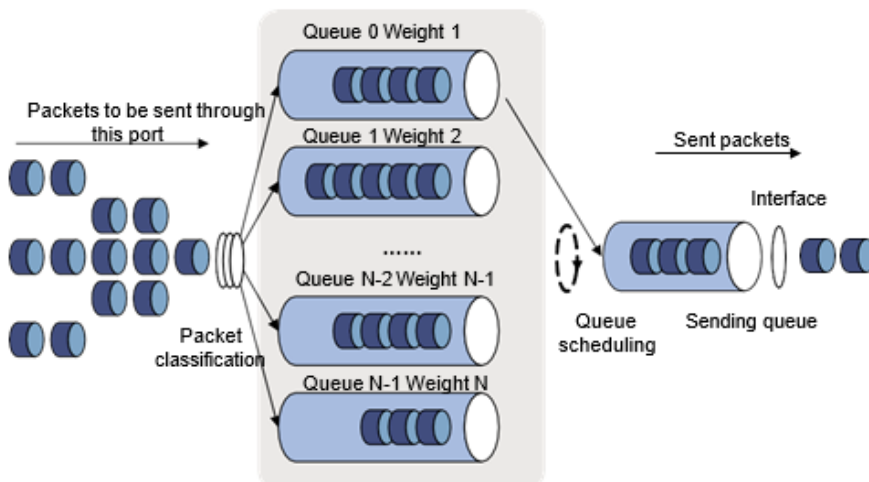 Queue 0 Weight 1
Packets to be sent through
this port
Queue 1 Weight 2
Sent packets
Interface
......
Queue N-2 Weight N-1
Packet
classification
Queue
scheduling
Sending queue
Queue N-1 Weight N